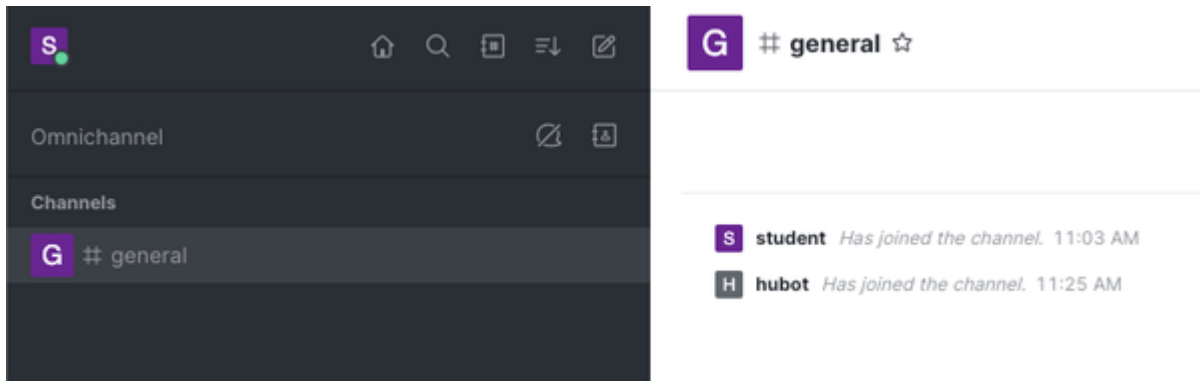 S
Omnichannel
Channels
G # general
G # general
S student Has joined the channel. 11:03 AM
H hubot Has joined the channel. 11:25 AM